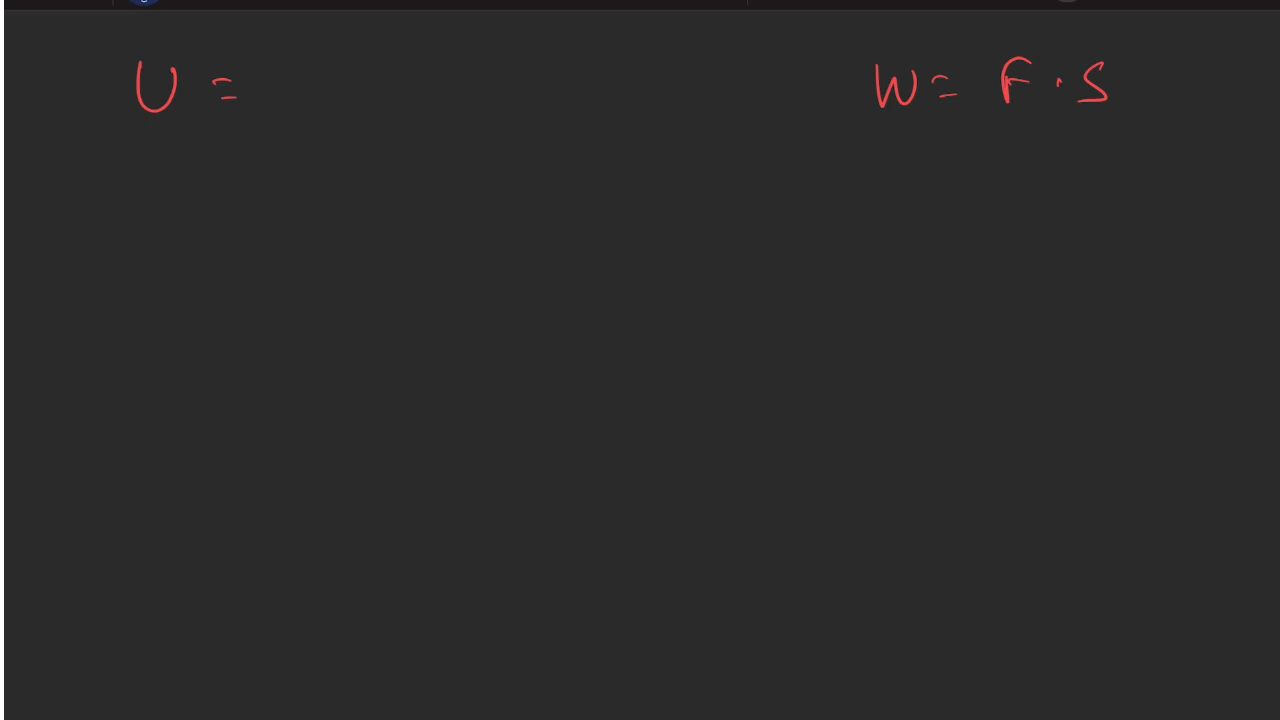 U =
W = F · S